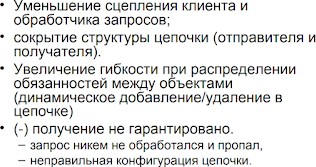 • Уменьшение сцепления клиента и
обработчика запросов;
• сокрытие структуры цепочки (отправителя и
получателя).
• Увеличение гибкости при распределении
обязанностей между объектами
(динамическое добавление/удаление в
цепочке)
• (-) получение не гарантировано.
– запрос никем не обработался и пропал,
– неправильная конфигурация цепочки.